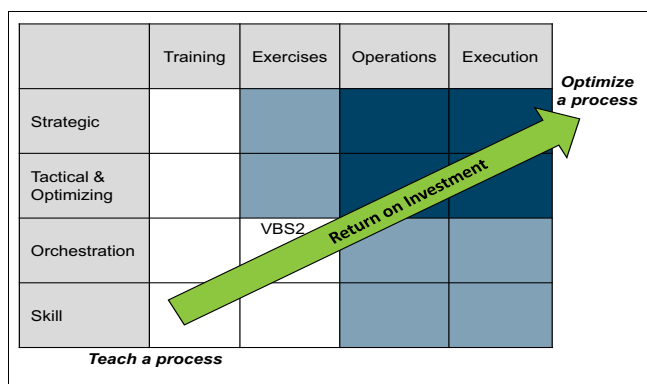 Training Exercises Operations Execution
Optimize
a process
Strategic
Tactical &
Optimizing
Return on Investment
VBS2
Orchestration
Skill
Teach a process